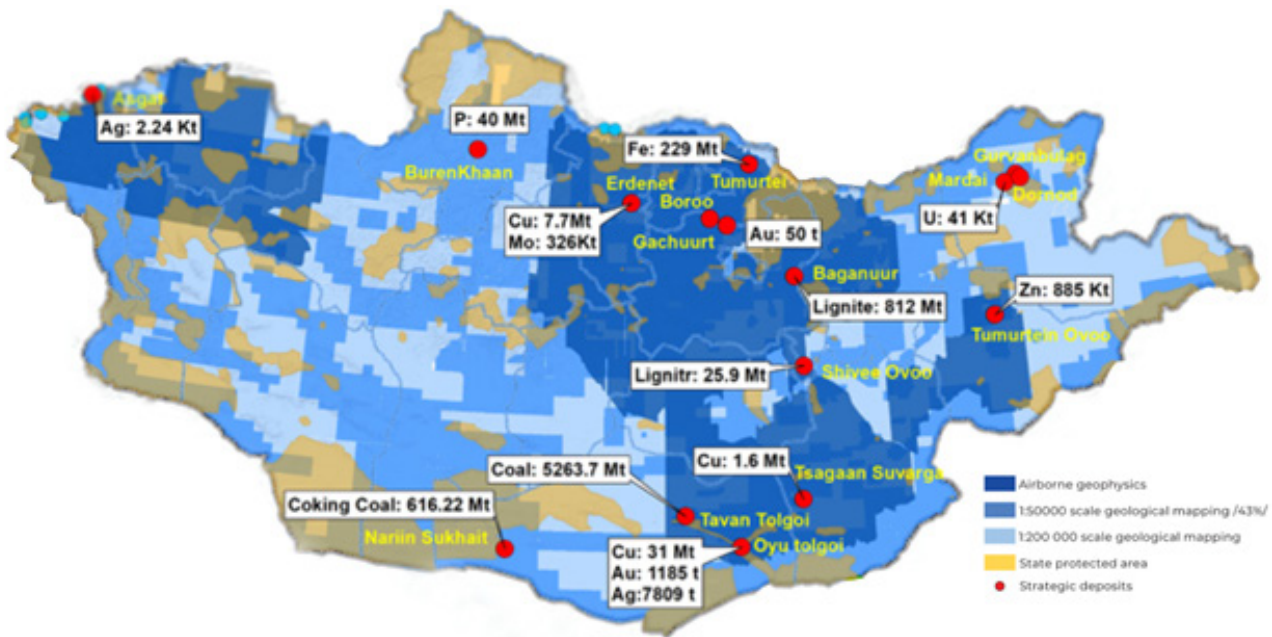 Asgat
Ag: 2.24 Kt
P: 40 Mt
BurenKhaan
Fe: 229 Mt
Tumurtei
Erdenet
Cu: 7.7Mt
Mo: 326Kt
Boroo
Gachuurt
Au: 50 t
Gurvanbulag
Mardai
Dornod
U: 41 Kt
Baganuur
Lignite: 812 Mt
Zn: 885 Kt
Tumurtein Ovoo
Lignitr: 25.9 Mt
Shivee Ovoo
Cu: 1.6 Mt
Tsagaan Suvarga
Coal: 5263.7 Mt
Tavan Tolgoi
Coking Coal: 616.22 Mt
Nariin Sukhait
Oyu tolgoi
Cu: 31 Mt
Au: 1185 t
Ag:7809 t
Airborne geophysics
1:50000 scale geological mapping /43%/
1:200 000 scale geological mapping
State protected area
Strategic deposits